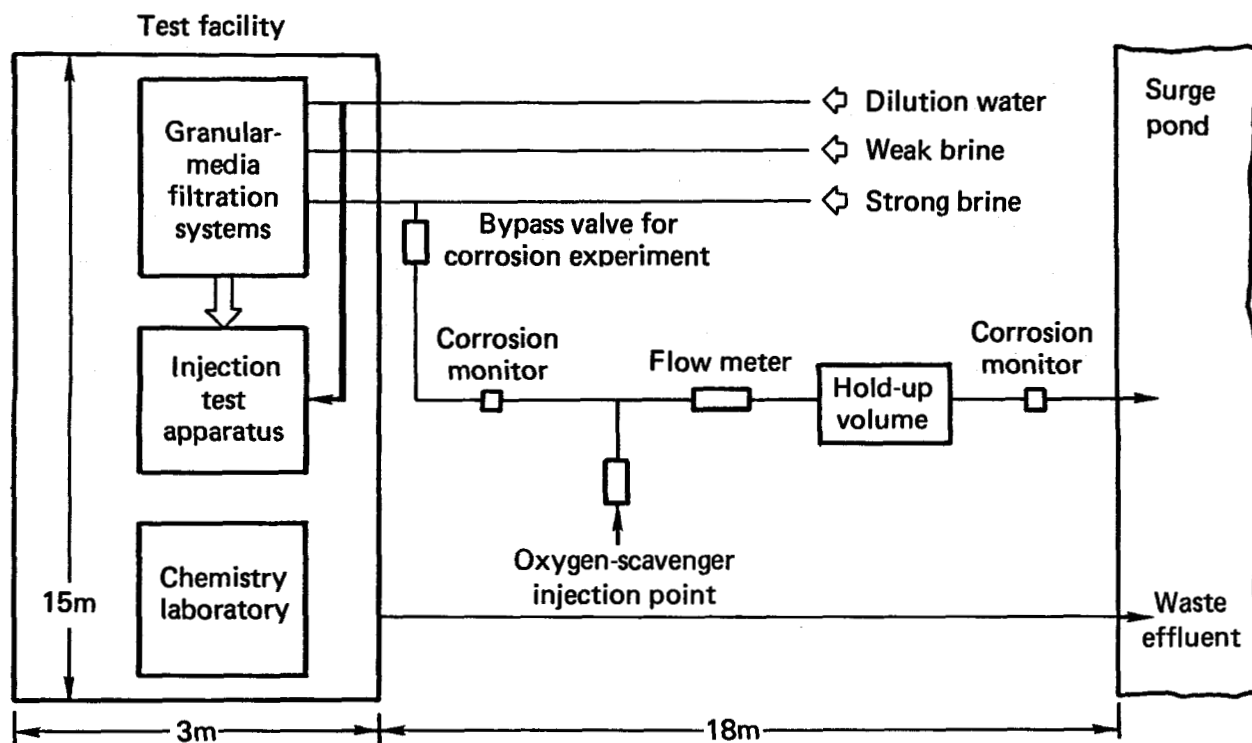 Test facility
Granular-
media
filtration
systems
Dilution water
Weak brine
Strong brine
Surge
pond
Bypass valve for
corrosion experiment
Injection
test
apparatus
Corrosion
monitor
Flow meter
Hold-up
volume
Corrosion
monitor
Oxygen-scavenger
injection point
Chemistry
laboratory
15m
Waste
effluent
3m
18m